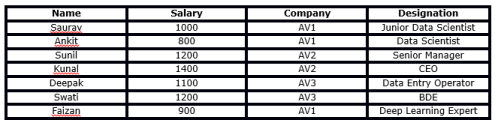 Name Salary Company Designation
Saurav 1000 AV1 Junior Data Scientist
Ankit 800 AV1 Data Scientist
Sunil 1200 AV2 Senior Manager
Kunal 1400 AV2 CEO
Deepak 1100 AV3 Data Entry Operator
Swati 1200 AV3 BDE
Faizan 900 AV1 Deep Learning Expert